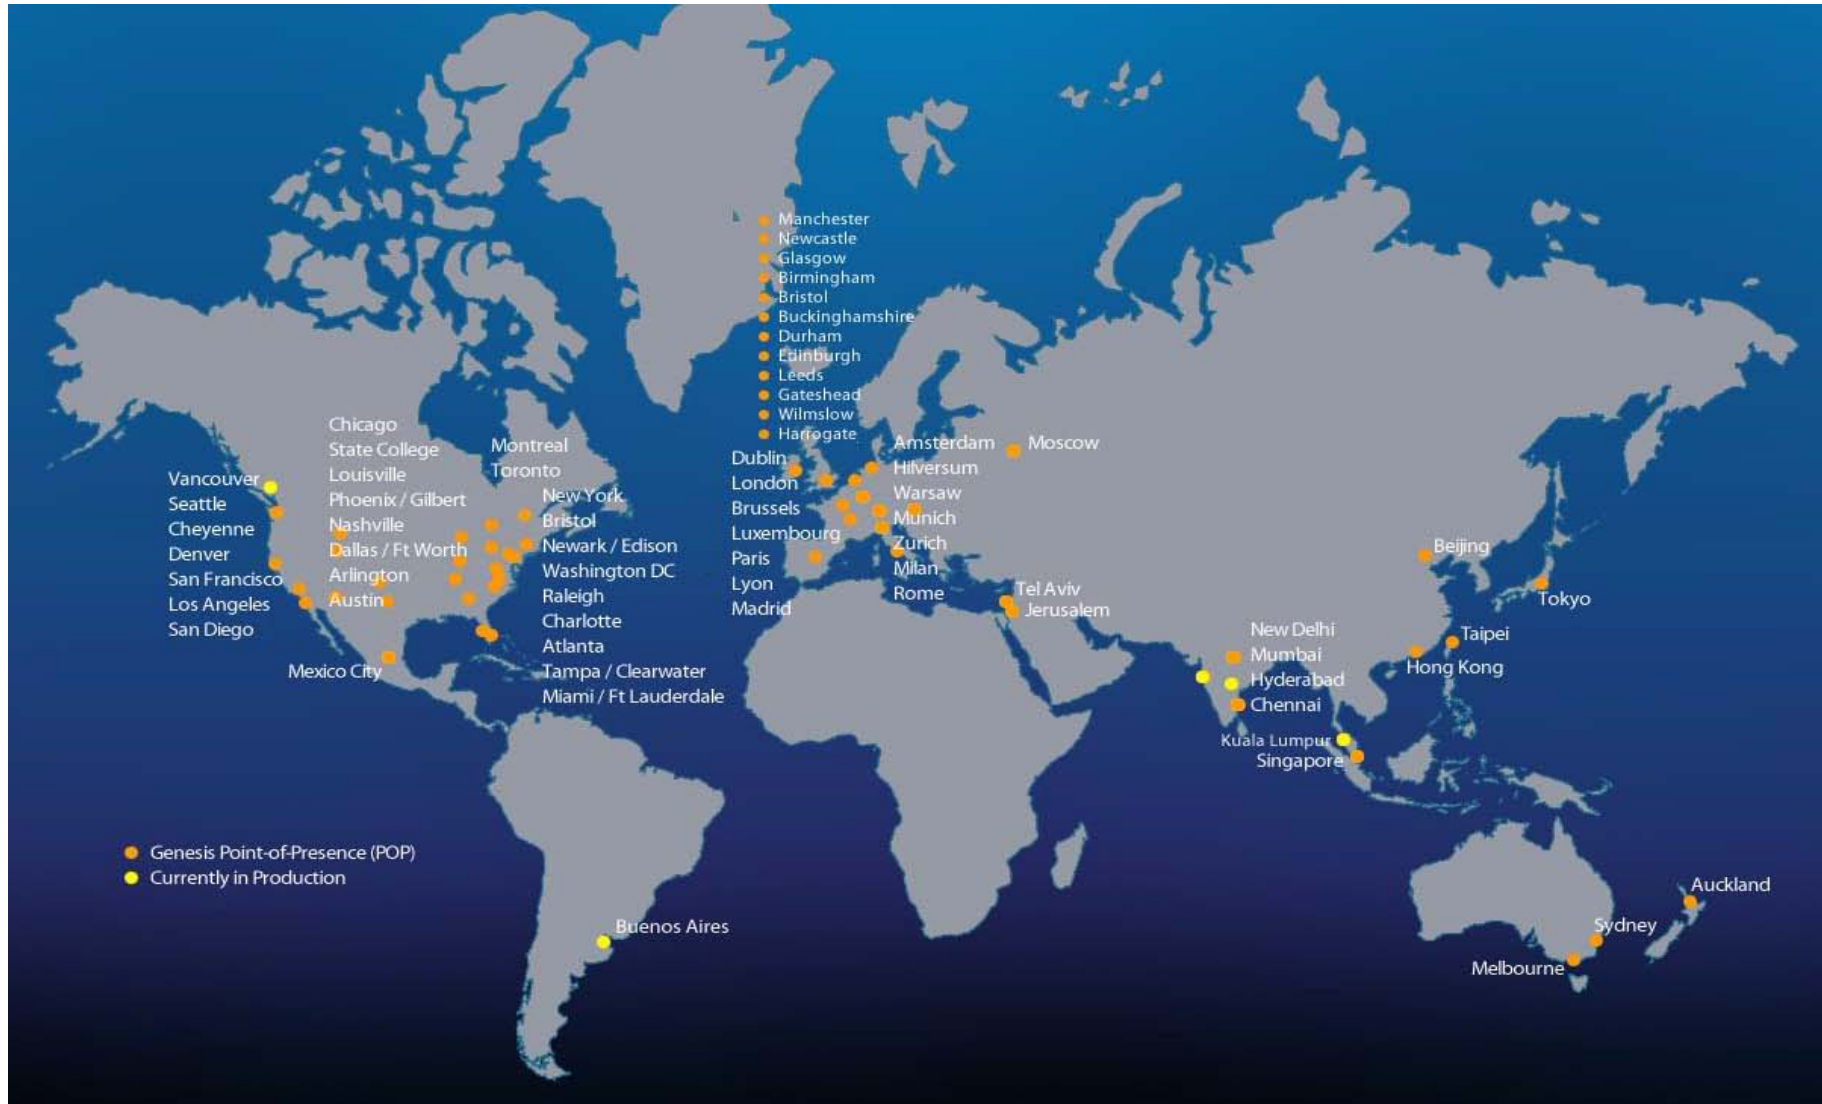 Manchester
Newcastle
Glasgow
Birmingham
Bristol
Buckinghamshire
Durham
Edinburgh
Leeds
Gateshead
Wilmslow
Harrogate
Chicago
State College
Louisville
Phoenix / Gilbert
Nashville
Dallas / Ft Worth
Arlington
Austin
Montreal
Toronto
Vancouver
Seattle
Cheyenne
Denver
San Francisco
Los Angeles
San Diego
Mexico City
New York
Bristol
Newark / Edison
Washington DC
Raleigh
Charlotte
Atlanta
Tampa / Clearwater
Miami / Ft Lauderdale
Dublin
London
Brussels
Luxembourg
Paris
Lyon
Madrid
Amsterdam
Hilversum
Warsaw
Munich
Zurich
Milan
Rome
Moscow
Tel Aviv
Jerusalem
Beijing
Tokyo
Taipei
Hong Kong
New Delhi
Mumbai
Hyderabad
Chennai
Kuala Lumpur
Singapore
Genesis Point-of-Presence (POP)
Currently in Production
Buenos Aires
Auckland
Sydney
Melbourne